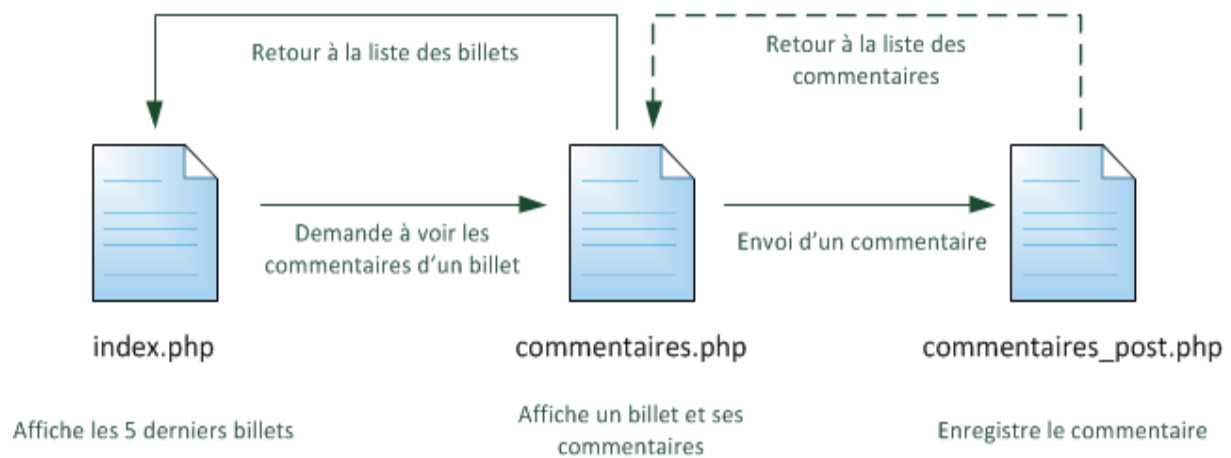 Retour à la liste des billets
Retour à la liste des
commentaires
Demande à voir les
commentaires d'un billet
Envoi d'un commentaire
index.php
commentaires.php
commentaires_post.php
Affiche les 5 derniers billets
Affiche un billet et ses
commentaires
Enregistre le commentaire